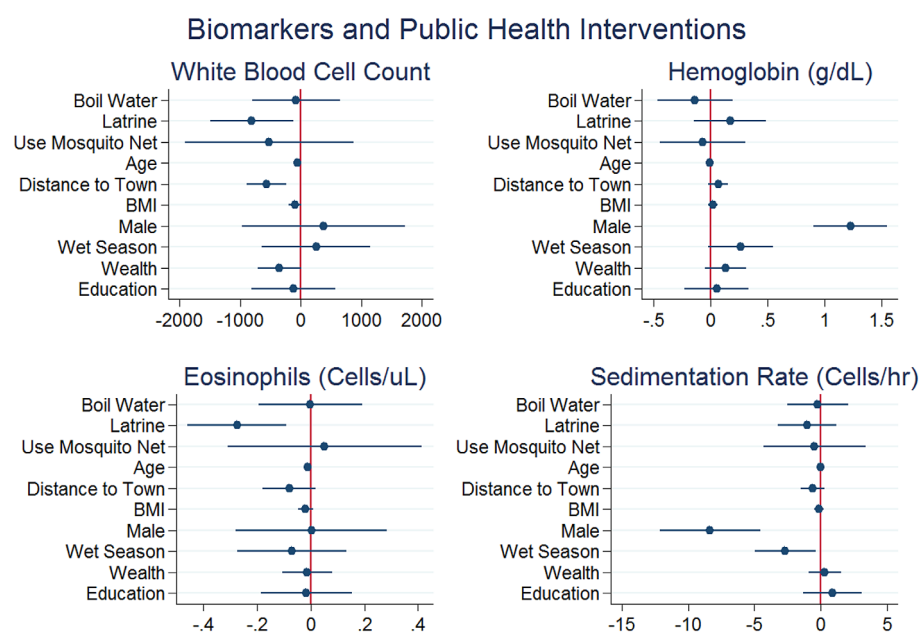 Biomarkers and Public Health Interventions
White Blood Cell Count
Boil Water
Latrine
Use Mosquito Net
Age
Distance to Town
BMI
Male
Wet Season
Wealth
Education
-2000 -1000 0 1000 2000
Hemoglobin (g/dL)
Boil Water
Latrine
Use Mosquito Net
Age
Distance to Town
BMI
Male
Wet Season
Wealth
Education
-.5 0 .5 1 1.5
Eosinophils (Cells/uL)
Boil Water
Latrine
Use Mosquito Net
Age
Distance to Town
BMI
Male
Wet Season
Wealth
Education
-.4 -.2 0 .2 .4
Sedimentation Rate (Cells/hr)
Boil Water
Latrine
Use Mosquito Net
Age
Distance to Town
BMI
Male
Wet Season
Wealth
Education
-15 -10 -5 0 5